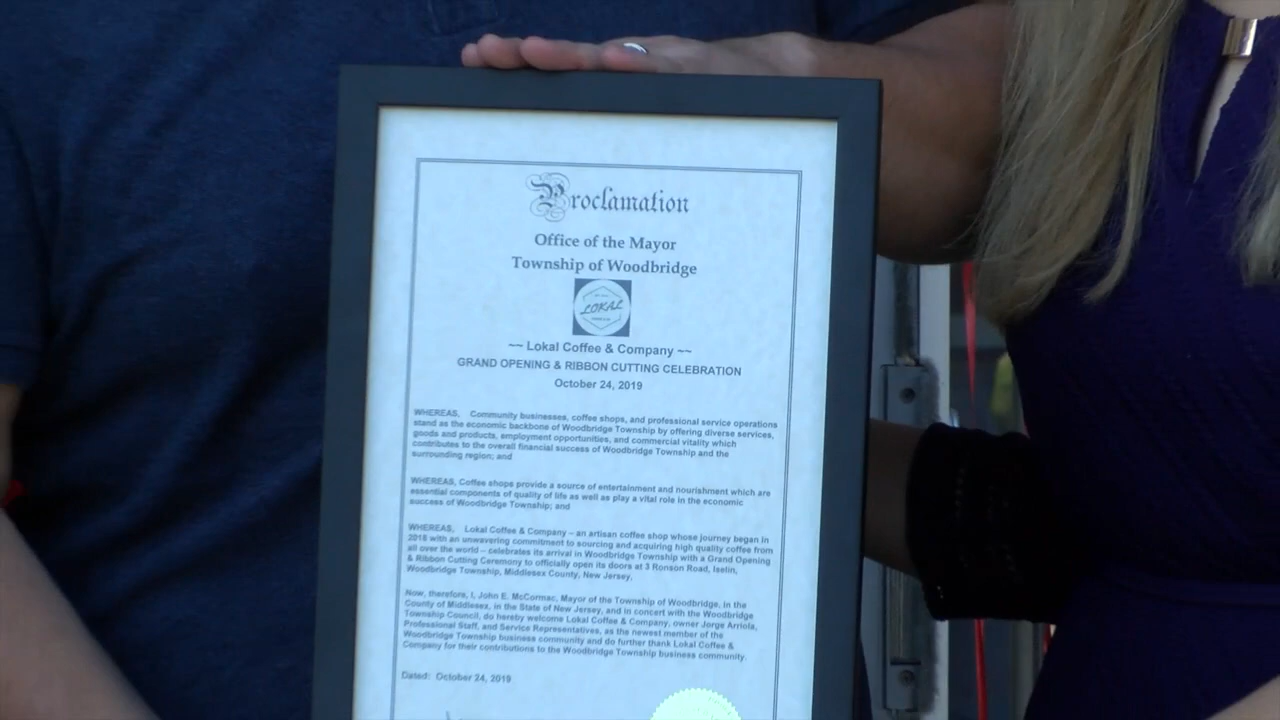 Proclamation
Office of the Mayor
Township of Woodbridge
LOKAL
~~ Lokal Coffee & Company ~~
GRAND OPENING & RIBBON CUTTING CELEBRATION
October 24, 2019
WHEREAS, Community businesses, coffee shops, and professional service operations
stand as the economic backbone of Woodbridge Township by offering diverse services,
goods and products, employment opportunities, and commercial vitality which
contributes to the overall financial success of Woodbridge Township and the
surrounding region; and
WHEREAS, Coffee shops provide a source of entertainment and nourishment which are
essential components of quality of life as well as play a vital role in the economic
success of Woodbridge Township; and
WHEREAS, Lokal Coffee & Company – an artisan coffee shop whose journey began in
2018 with an unwavering commitment to sourcing and acquiring high quality coffee from
all over the world – celebrates its arrival in Woodbridge Township with a Grand Opening
& Ribbon Cutting Ceremony to officially open its doors at 3 Ronson Road, Iselin,
Woodbridge Township, Middlesex County, New Jersey,
Now, therefore, I, John E. McCormac, Mayor of the Township of Woodbridge, in the
County of Middlesex, in the State of New Jersey, and in concert with the Woodbridge
Township Council, do hereby welcome Lokal Coffee & Company, owner Jorge Arriola,
Professional Staff, and Service Representatives, as the newest member of the
Woodbridge Township business community and do further thank Lokal Coffee &
Company for their contributions to the Woodbridge Township business community.
Dated: October 24, 2019